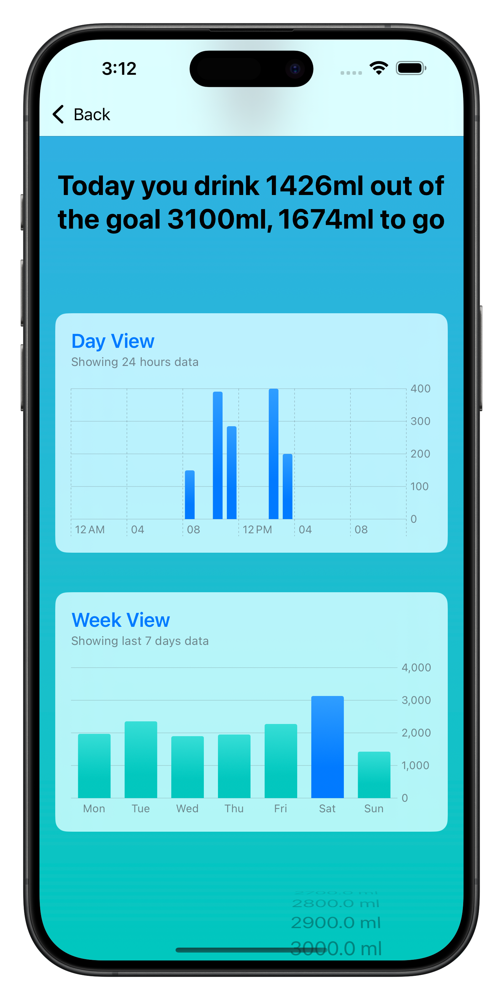 3:12
Back
Today you drink 1426ml out of
the goal 3100ml, 1674ml to go
Day View
Showing 24 hours data
400
300
200
100
0
12 AM 04 08 12 PM 04 08
Week View
Showing last 7 days data
4,000
3,000
2,000
1,000
0
Mon Tue Wed Thu Fri Sat Sun
2700.0 ml
2800.0 ml
2900.0 ml
3000.0 ml